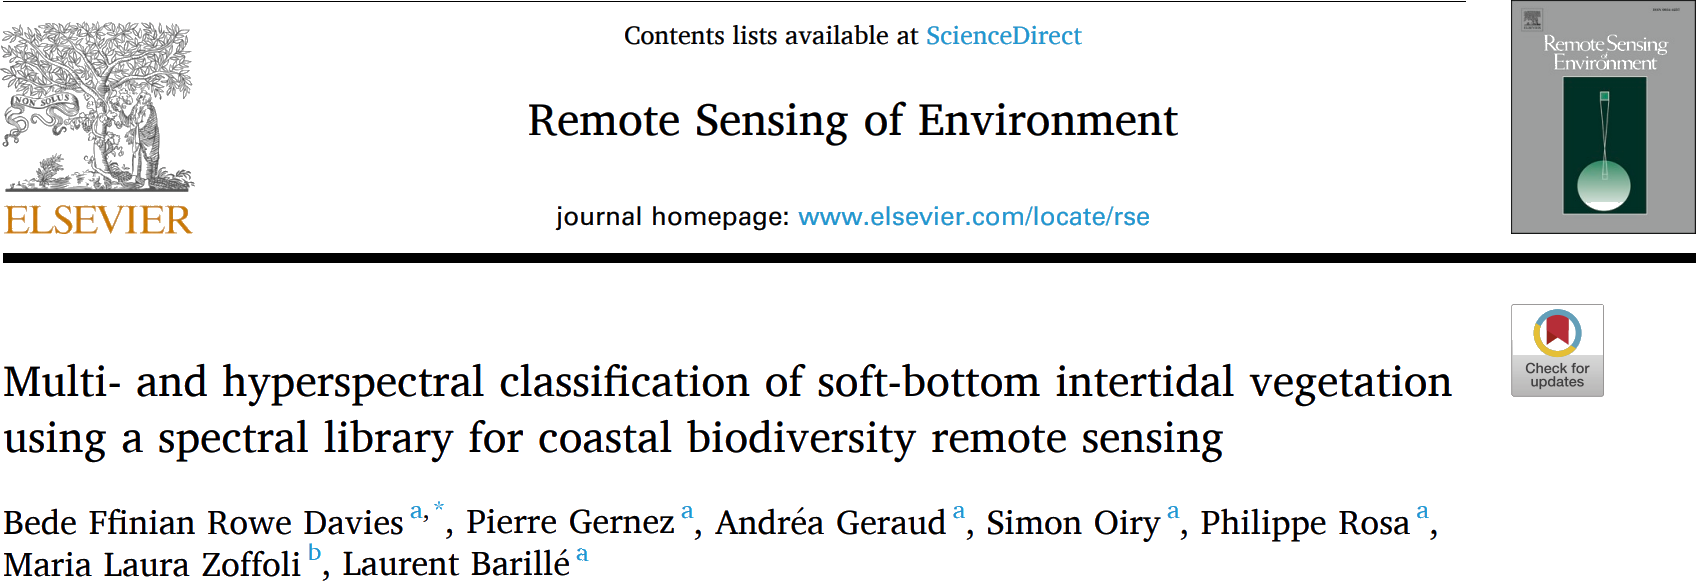 Contents lists available at ScienceDirect
Remote Sensing of Environment
journal homepage: www.elsevier.com/locate/rse
NON SOLUS
ELSEVIER
Remote Sensing
of
Environment
Check for
updates
Multi- and hyperspectral classification of soft-bottom intertidal vegetation
using a spectral library for coastal biodiversity remote sensing
Bede Ffinian Rowe Davies a,*, Pierre Gernez a, Andréa Geraud a, Simon Oiry a, Philippe Rosa a,
Maria Laura Zoffoli b, Laurent Barillé a